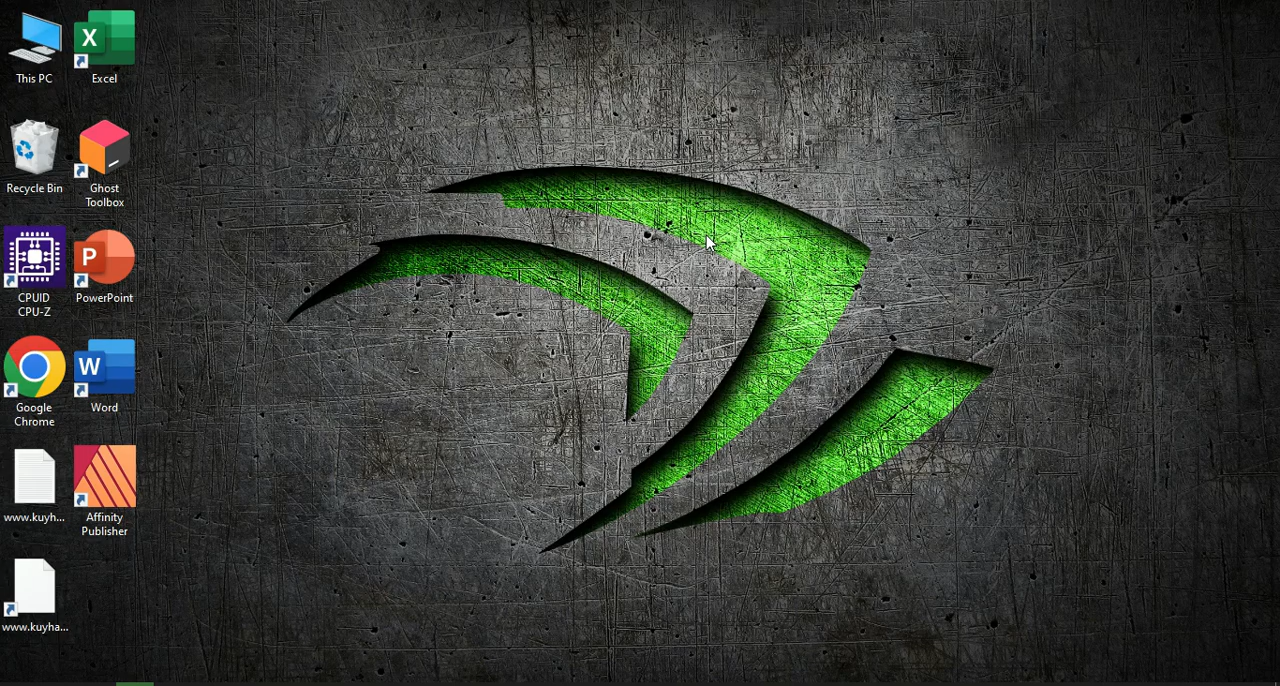 This PC
Excel
Recycle Bin
Ghost
Toolbox
CPUID
CPU-Z
PowerPoint
Google
Chrome
Word
www.kuyh...
Affinity
Publisher
www.kuyha...